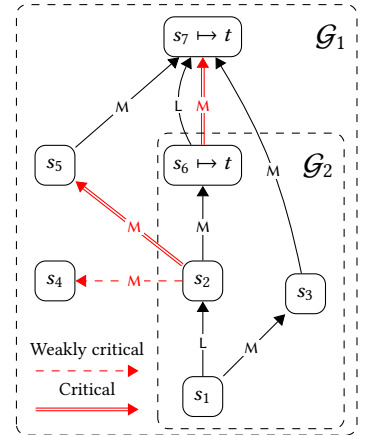 s₇ ↦ t
𝒢₁
M
L
M
M
s₅
s₆ ↦ t
𝒢₂
M
M
s₄
M
s₂
s₃
L
M
Weakly critical
Critical
s₁